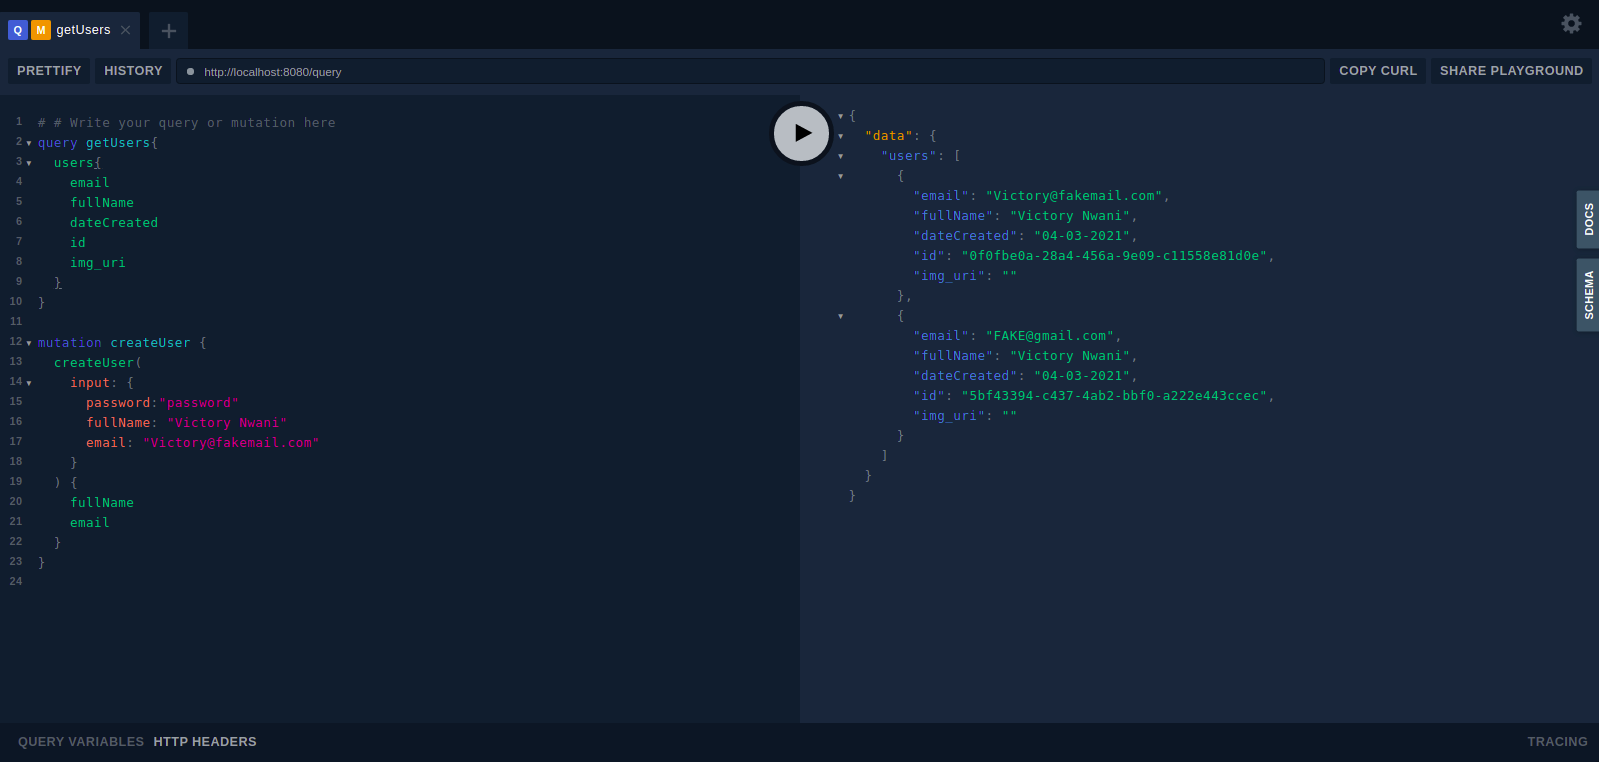 Q M getUsers
PRETTIFY HISTORY http://localhost:8080/query COPY CURL SHARE PLAYGROUND
1 # # Write your query or mutation here
2 query getUsers{
3 users{
4 email
5 fullName
6 dateCreated
7 id
8 img_uri
9 }
10 }
11
12 mutation createUser {
13 createUser(
14 input: {
15 password:"password"
16 fullName: "Victory Nwani"
17 email: "Victory@fakemail.com"
18 }
19 ) {
20 fullName
21 email
22 }
23 }
24
{
"data": {
"users": [
{
"email": "Victory@fakemail.com",
"fullName": "Victory Nwani",
"dateCreated": "04-03-2021",
"id": "0f0fbe0a-28a4-456a-9e09-c11558e81d0e",
"img_uri": ""
},
{
"email": "FAKE@gmail.com",
"fullName": "Victory Nwani",
"dateCreated": "04-03-2021",
"id": "5bf43394-c437-4ab2-bbf0-a222e443ccec",
"img_uri": ""
}
]
}
}
DOCS
SCHEMA
QUERY VARIABLES HTTP HEADERS TRACING